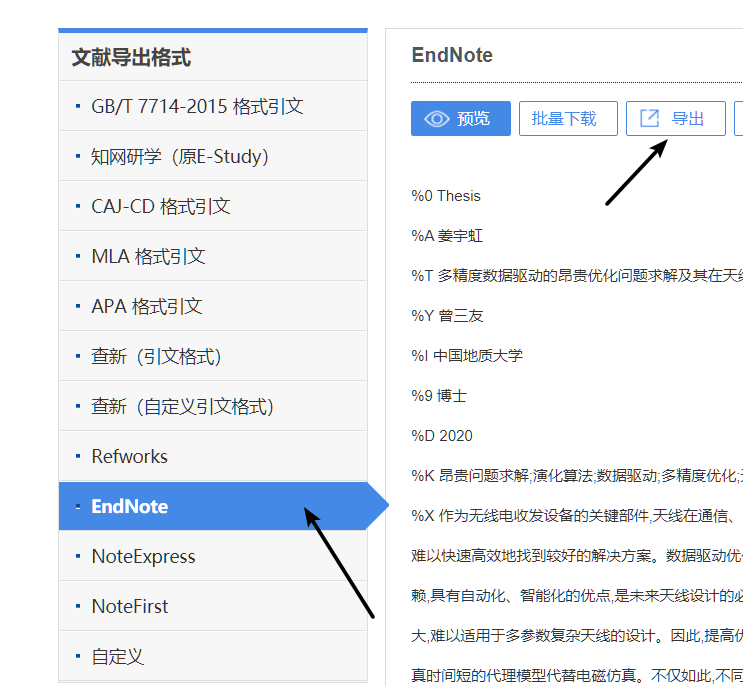 文献导出格式
GB/T 7714-2015 格式引文
知网研学（原E-Study）
CAJ-CD 格式引文
MLA 格式引文
APA 格式引文
查新（引文格式）
查新（自定义引文格式）
Refworks
EndNote
NoteExpress
NoteFirst
自定义
EndNote
预览 批量下载 导出
%0 Thesis
%A 姜宇虹
%T 多精度数据驱动的昂贵优化问题求解及其在天线
%Y 曾三友
%I 中国地质大学
%9 博士
%D 2020
%K 昂贵问题求解;演化算法;数据驱动;多精度优化;
%X 作为无线电收发设备的关键部件,天线在通信、
难以快速高效地找到较好的解决方案。数据驱动优
赖,具有自动化、智能化的优点,是未来天线设计的必
大,难以适用于多参数复杂天线的设计。因此,提高优
真时间短的代理模型代替电磁仿真。不仅如此,不同